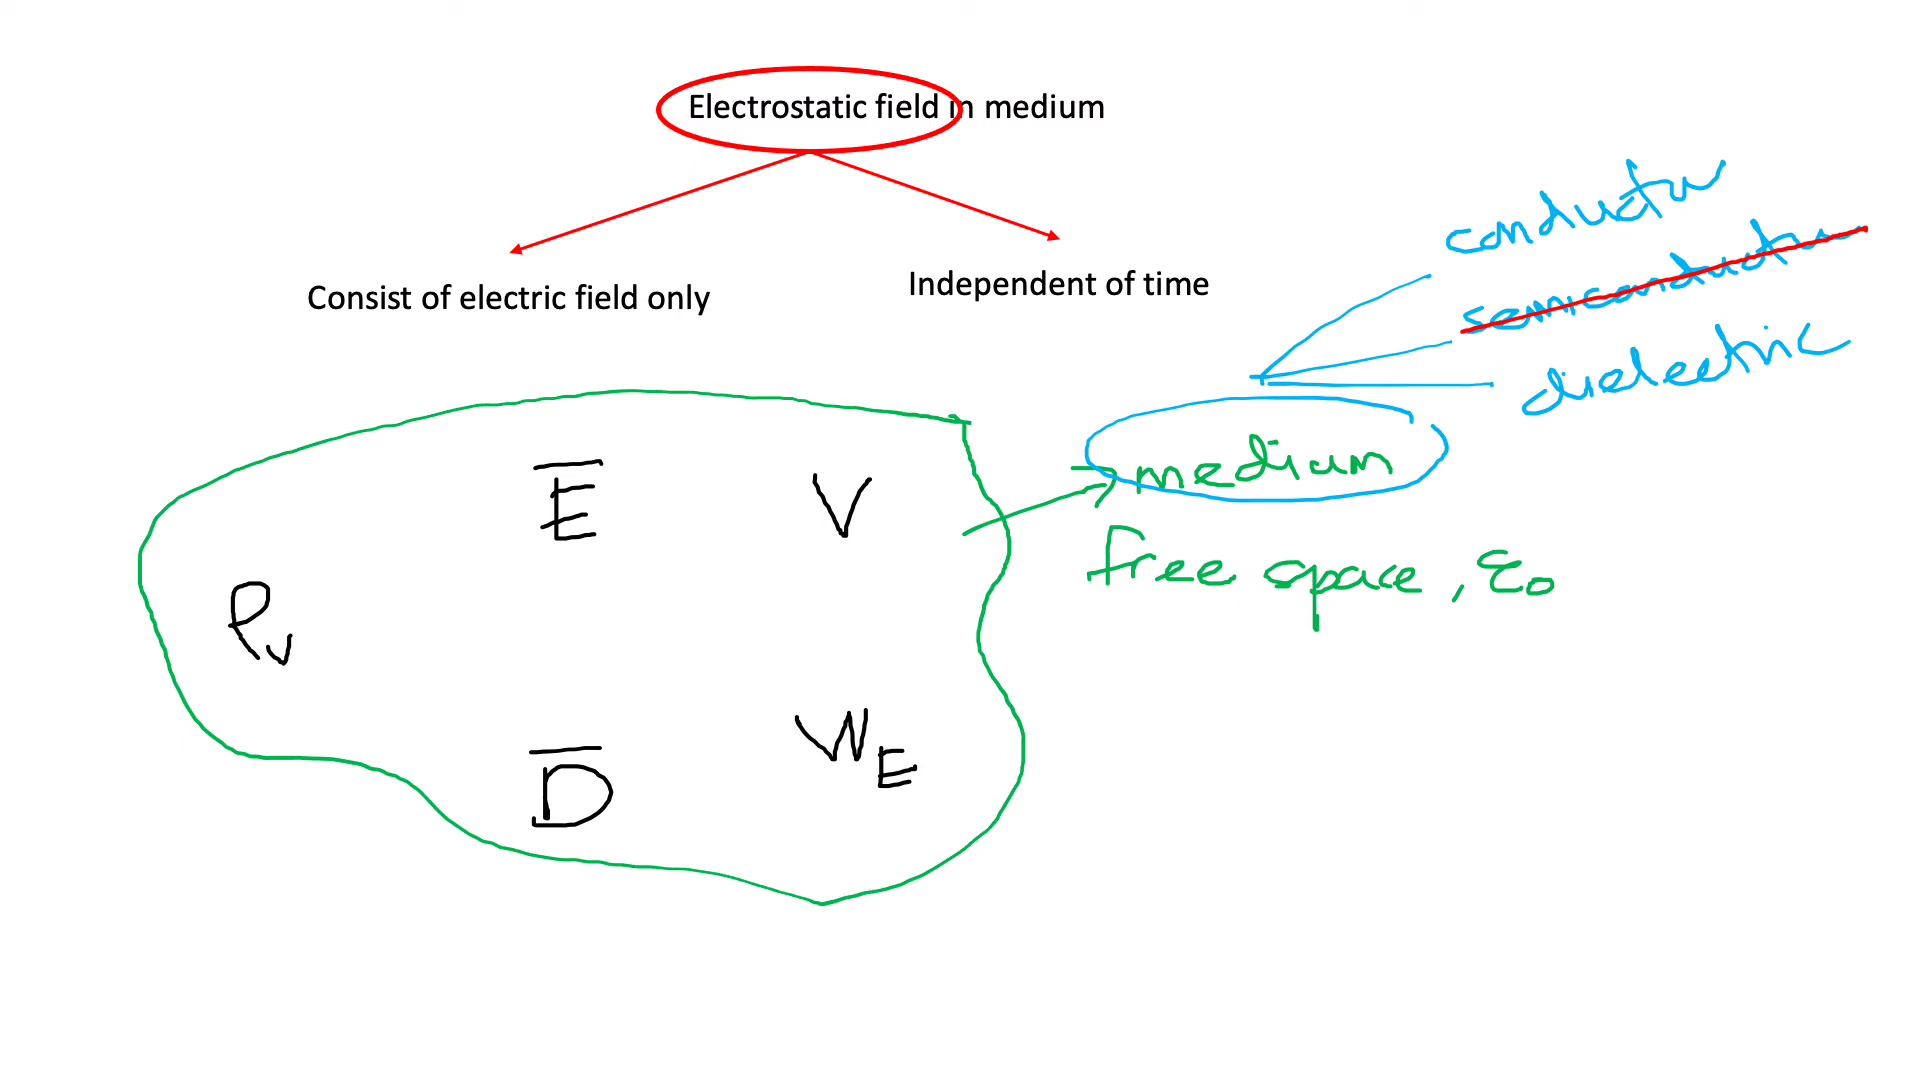 Electrostatic field in medium
Consist of electric field only
Independent of time
conductor
semiconductor
dielectric
medium
free space, ε₀
E̅
V
ρᵥ
D̅
W_E